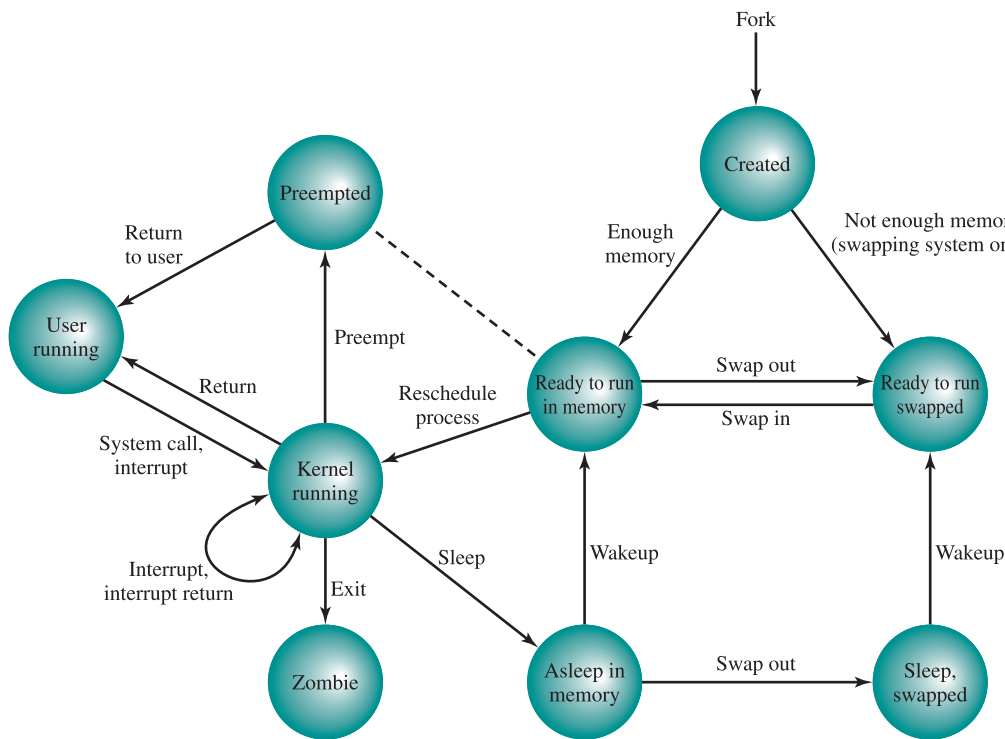 Fork
Created
Preempted
Return
to user
Enough
memory
Not enough memor
(swapping system on
User
running
Preempt
Return
Reschedule
process
Ready to run
in memory
Swap out
Swap in
Ready to run
swapped
System call,
interrupt
Kernel
running
Interrupt,
interrupt return
Sleep
Wakeup
Wakeup
Exit
Zombie
Asleep in
memory
Swap out
Sleep,
swapped